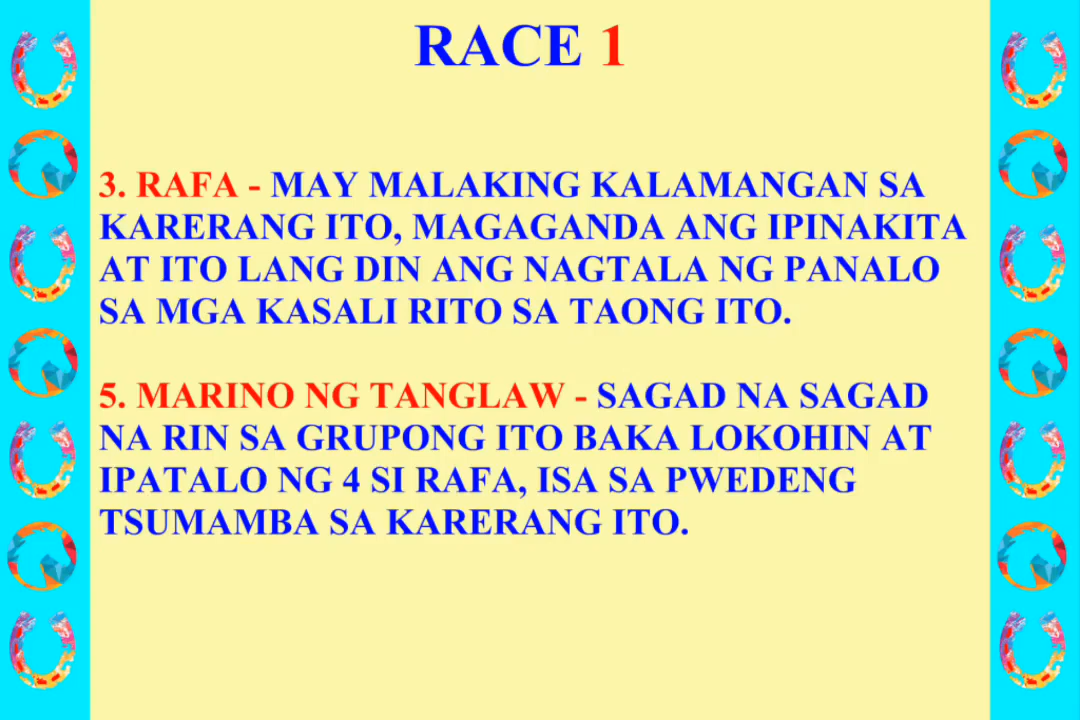 RACE 1
3. RAFA - MAY MALAKING KALAMANGAN SA
KARERANG ITO, MAGAGANDA ANG IPINAKITA
AT ITO LANG DIN ANG NAGTALA NG PANALO
SA MGA KASALI RITO SA TAONG ITO.
5. MARINO NG TANGLAW - SAGAD NA SAGAD
NA RIN SA GRUPONG ITO BAKA LOKOHIN AT
IPATALO NG 4 SI RAFA, ISA SA PWEDENG
TSUMAMBA SA KARERANG ITO.